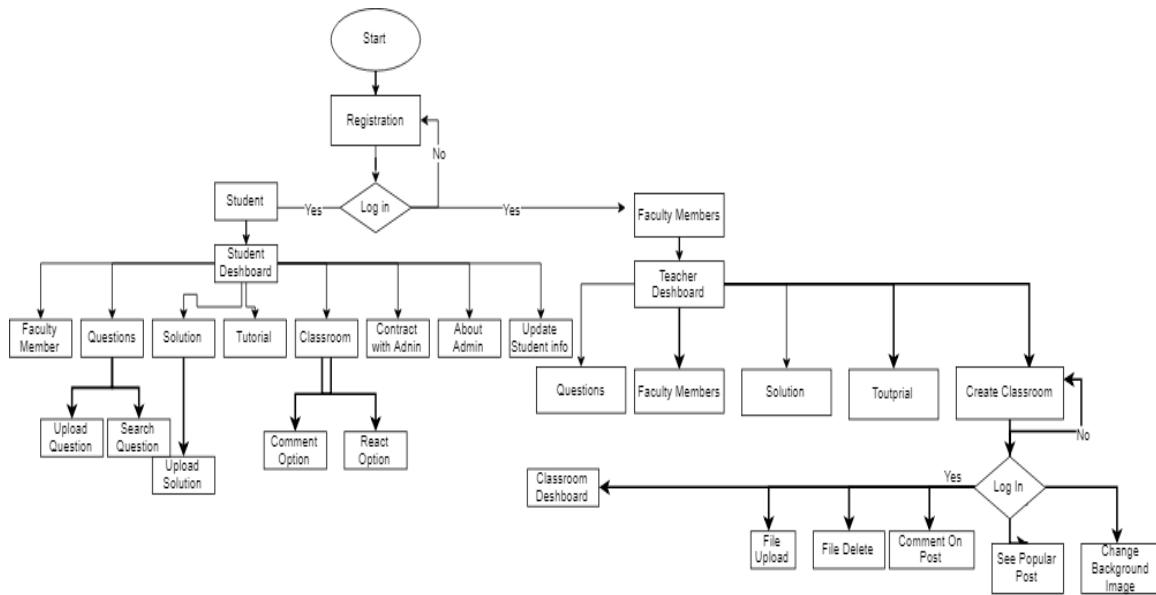 Start
Registration
No
Student
Yes
Log in
Yes
Faculty Members
Student
Deshboard
Teacher
Deshboard
Faculty
Member
Questions
Solution
Tutorial
Classroom
Contract
with Adnin
About
Admin
Update
Student info
Questions
Faculty Members
Solution
Toutprial
Create Classroom
No
Upload
Question
Search
Question
Upload
Solution
Comment
Option
React
Option
Classroom
Deshboard
Yes
Log In
File
Upload
File Delete
Comment On
Post
See Popular
Post
Change
Background
Image